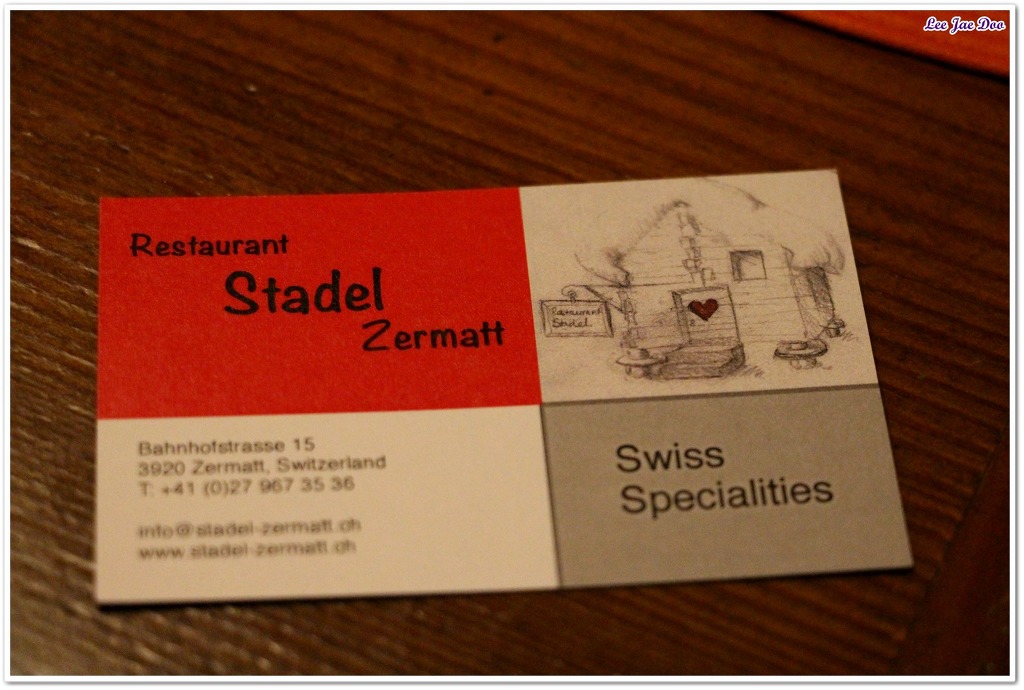 Lee Jae Doo
Restaurant
Stadel
Zermatt
Restaurant
Stadel
Bahnhofstrasse 15
3920 Zermatt, Switzerland
T: +41 (0)27 967 35 36
info@stadel-zermatt.ch
www.stadel-zermatt.ch
Swiss
Specialities